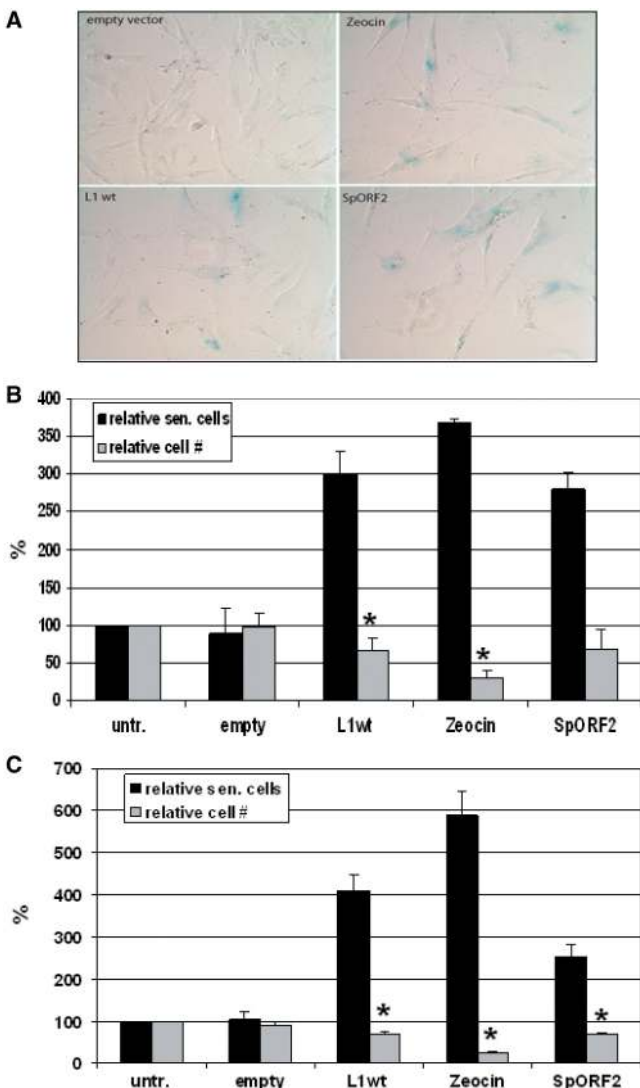 A
empty vector
Zeocin
L1 wt
SpORF2
B
400
350
300
250
200
150
100
50
0
%
relative sen. cells
relative cell #
*
*
untr.
empty
L1wt
Zeocin
SpORF2
C
700
600
500
400
300
200
100
0
%
relative sen. cells
relative cell #
*
*
*
untr.
empty
L1wt
Zeocin
SpORF2